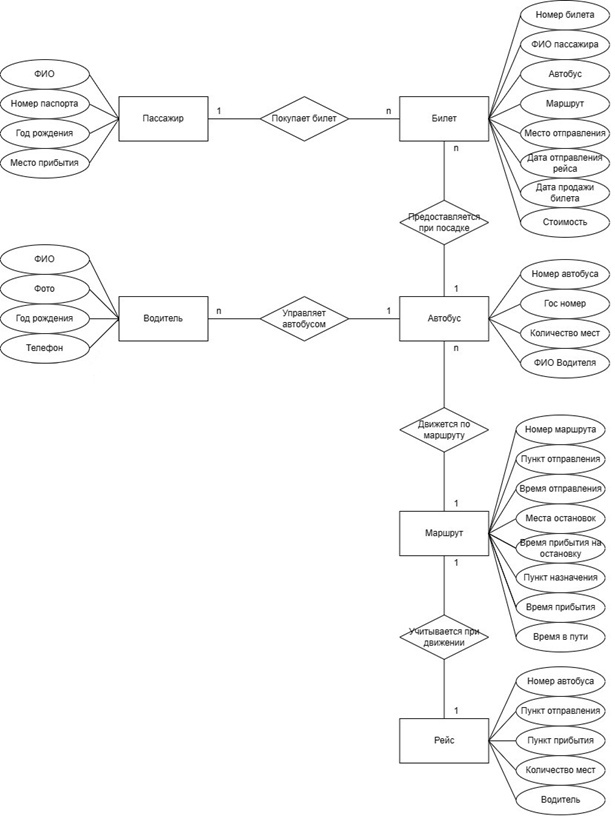 Номер билета
ФИО пассажира
Автобус
Маршрут
Место отправления
Дата отправления
рейса
Дата продажи
билета
Стоимость
ФИО
Номер паспорта
Год рождения
Место прибытия
Пассажир
1
Покупает билет
n
Билет
n
Предоставляется
при посадке
1
ФИО
Фото
Год рождения
Телефон
Водитель
n
Управляет
автобусом
1
Автобус
n
Номер автобуса
Гос номер
Количество мест
ФИО Водителя
Движется по
маршруту
1
Маршрут
1
Номер маршрута
Пункт отправления
Время отправления
Места остановок
Время прибытия на
остановку
Пункт назначения
Время прибытия
Время в пути
Учитывается при
движении
1
Рейс
Номер автобуса
Пункт отправления
Пункт прибытия
Количество мест
Водитель